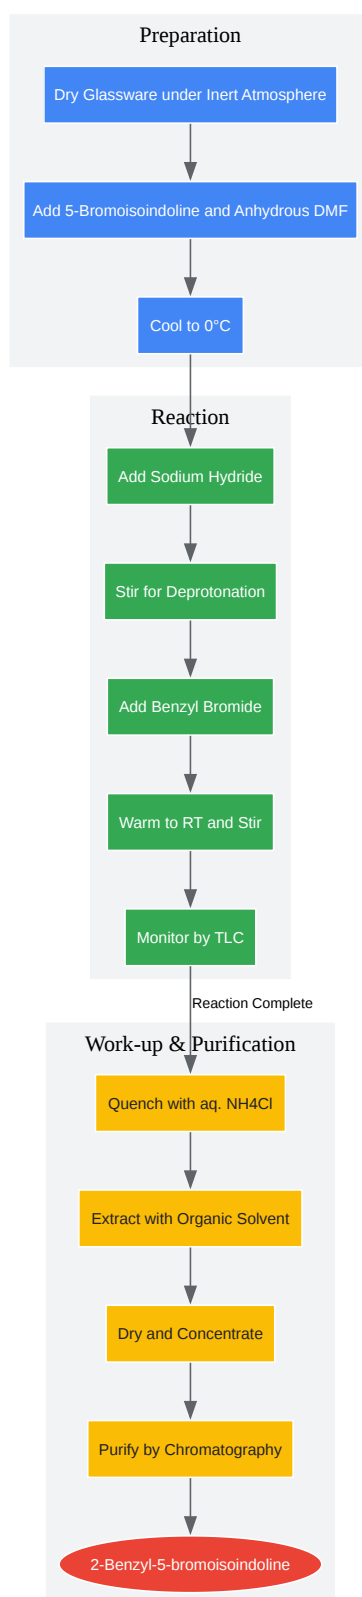 Preparation
Dry Glassware under Inert Atmosphere
Add 5-Bromoisoindoline and Anhydrous DMF
Cool to 0°C
Reaction
Add Sodium Hydride
Stir for Deprotonation
Add Benzyl Bromide
Warm to RT and Stir
Monitor by TLC
Reaction Complete
Work-up & Purification
Quench with aq. NH4Cl
Extract with Organic Solvent
Dry and Concentrate
Purify by Chromatography
2-Benzyl-5-bromoisoindoline